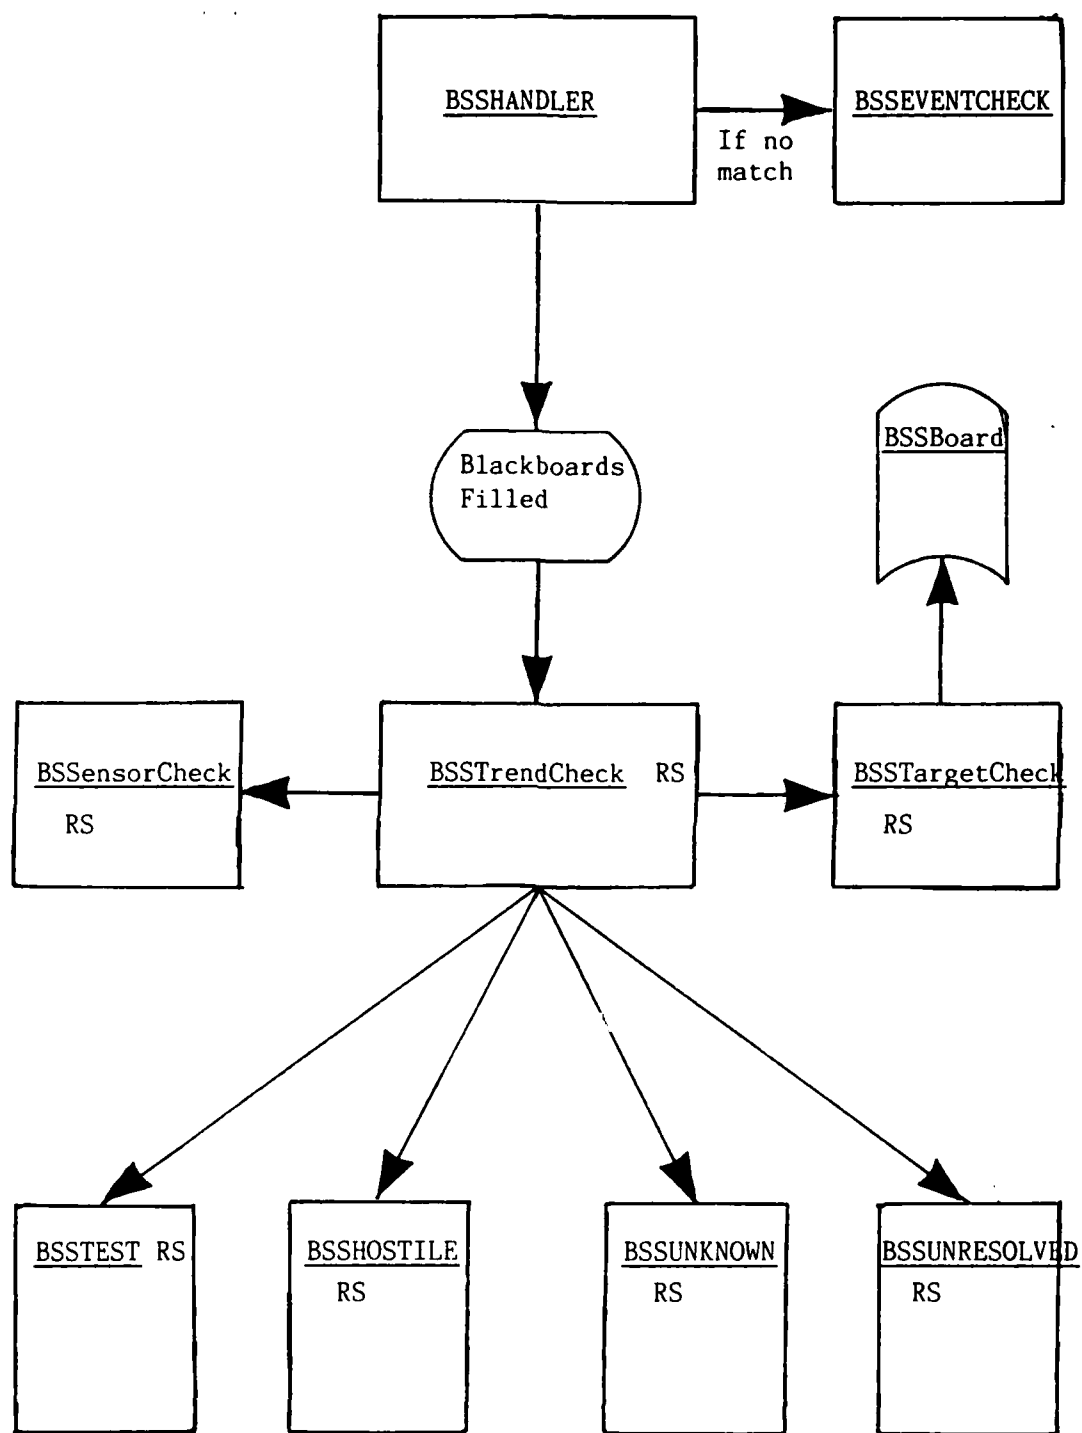 BSSHANDLER
BSSEVENTCHECK
If no
match
Blackboards
Filled
BSSBoard
BSSensorCheck
RS
BSSTrendCheck RS
BSSTargetCheck
RS
BSSTEST RS
BSSHOSTILE
RS
BSSUNKNOWN
RS
BSSUNRESOLVED
RS